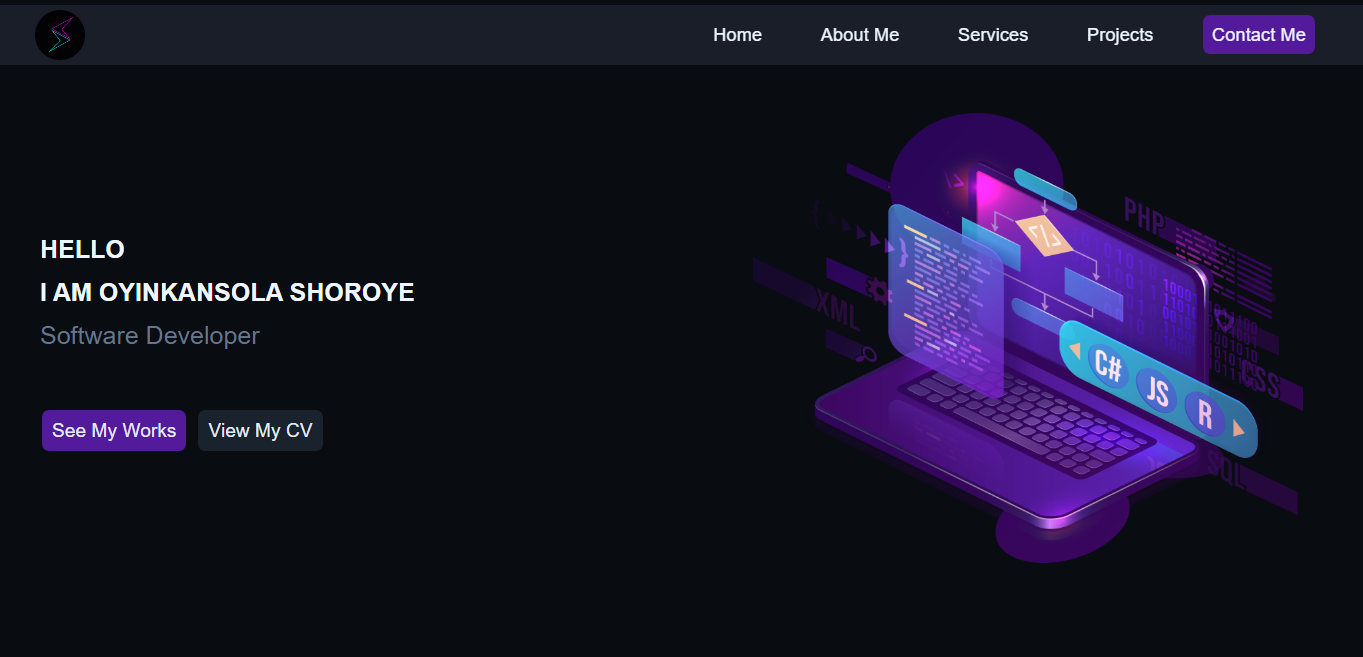 Home About Me Services Projects Contact Me
HELLO
I AM OYINKANSOLA SHOROYE
Software Developer
See My Works View My CV
</>
PHP
XML
C# JS R
CSS
SQL